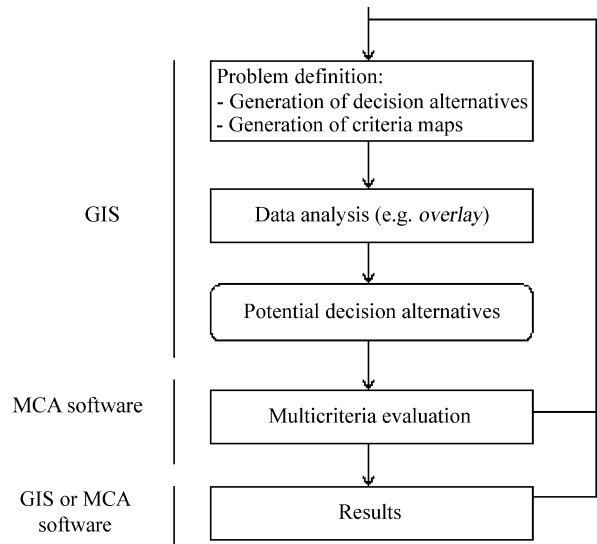 Problem definition:
- Generation of decision alternatives
- Generation of criteria maps
GIS
Data analysis (e.g. overlay)
Potential decision alternatives
MCA software
Multicriteria evaluation
GIS or MCA
software
Results